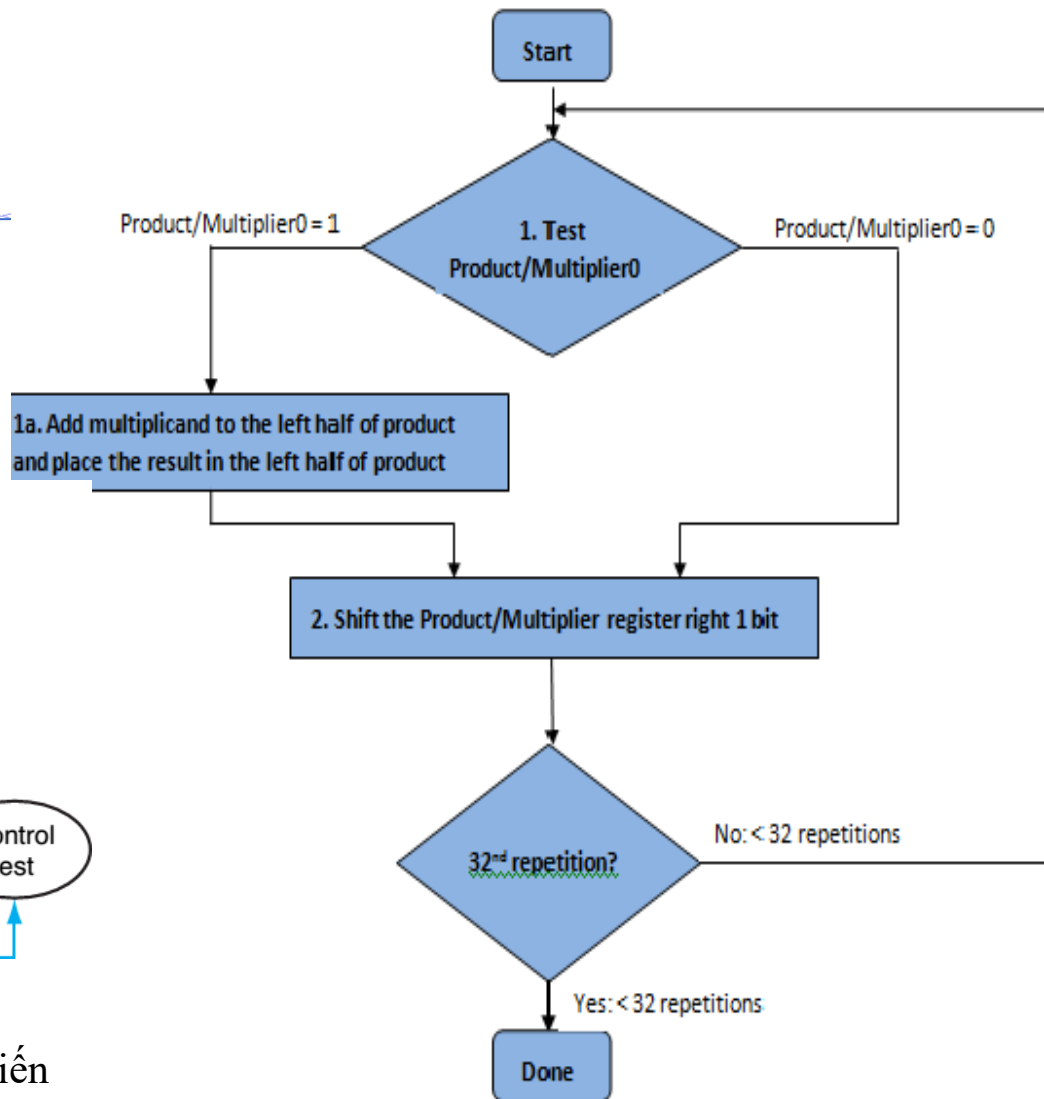 Start
Product/Multiplier0 = 1
1. Test
Product/Multiplier0
Product/Multiplier0 = 0
1a. Add multiplicand to the left half of product
and place the result in the left half of product
2. Shift the Product/Multiplier register right 1 bit
ontrol
est
32nd repetition?
No: < 32 repetitions
Yes: < 32 repetitions
Done
iến